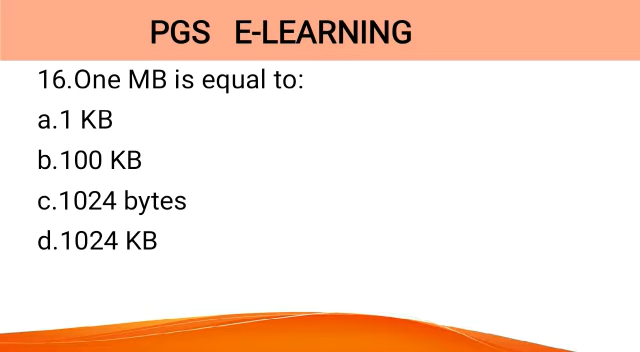 PGS E-LEARNING
16.One MB is equal to:
a.1 KB
b.100 KB
c.1024 bytes
d.1024 KB